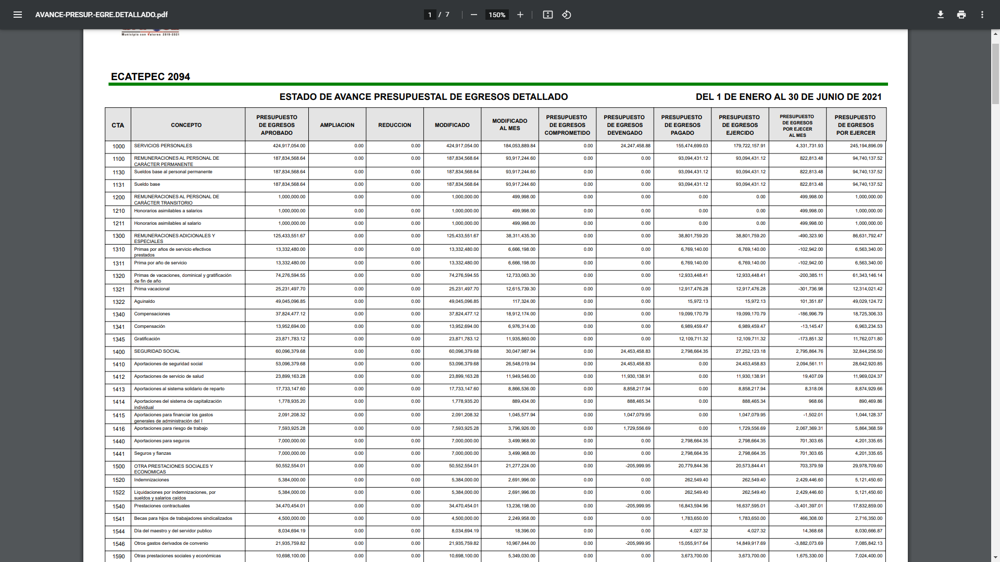 AVANCE-PRESUP.-EGRE.DETALLADO.pdf
1 / 7
150%
Municipio con Valores 2019-2021
ECATEPEC 2094
ESTADO DE AVANCE PRESUPUESTAL DE EGRESOS DETALLADO DEL 1 DE ENERO AL 30 DE JUNIO DE 2021
CTA CONCEPTO PRESUPUESTO DE EGRESOS APROBADO AMPLIACION REDUCCION MODIFICADO MODIFICADO AL MES PRESUPUESTO DE EGRESOS COMPROMETIDO PRESUPUESTO DE EGRESOS DEVENGADO PRESUPUESTO DE EGRESOS PAGADO PRESUPUESTO DE EGRESOS EJERCIDO PRESUPUESTO DE EGRESOS POR EJECER AL MES PRESUPUESTO DE EGRESOS POR EJERCER
1000 SERVICIOS PERSONALES 424,917,054.00 0.00 0.00 424,917,054.00 184,053,889.84 0.00 24,247,458.88 155,474,699.03 179,722,157.91 4,331,731.93 245,194,896.09
1100 REMUNERACIONES AL PERSONAL DE CARÁCTER PERMANENTE 187,834,568.64 0.00 0.00 187,834,568.64 93,917,244.60 0.00 0.00 93,094,431.12 93,094,431.12 822,813.48 94,740,137.52
1130 Sueldos base al personal permanente 187,834,568.64 0.00 0.00 187,834,568.64 93,917,244.60 0.00 0.00 93,094,431.12 93,094,431.12 822,813.48 94,740,137.52
1131 Sueldo base 187,834,568.64 0.00 0.00 187,834,568.64 93,917,244.60 0.00 0.00 93,094,431.12 93,094,431.12 822,813.48 94,740,137.52
1200 REMUNERACIONES AL PERSONAL DE CARÁCTER TRANSITORIO 1,000,000.00 0.00 0.00 1,000,000.00 499,998.00 0.00 0.00 0.00 0.00 499,998.00 1,000,000.00
1210 Honorarios asimilables a salarios 1,000,000.00 0.00 0.00 1,000,000.00 499,998.00 0.00 0.00 0.00 0.00 499,998.00 1,000,000.00
1211 Honorarios asimilables al salario 1,000,000.00 0.00 0.00 1,000,000.00 499,998.00 0.00 0.00 0.00 0.00 499,998.00 1,000,000.00
1300 REMUNERACIONES ADICIONALES Y ESPECIALES 125,433,551.67 0.00 0.00 125,433,551.67 38,311,435.30 0.00 0.00 38,801,759.20 38,801,759.20 -490,323.90 86,631,792.47
1310 Primas por años de servicio efectivos prestados 13,332,480.00 0.00 0.00 13,332,480.00 6,666,198.00 0.00 0.00 6,769,140.00 6,769,140.00 -102,942.00 6,563,340.00
1311 Prima por año de servicio 13,332,480.00 0.00 0.00 13,332,480.00 6,666,198.00 0.00 0.00 6,769,140.00 6,769,140.00 -102,942.00 6,563,340.00
1320 Primas de vacaciones, dominical y gratificación de fin de año 74,276,594.55 0.00 0.00 74,276,594.55 12,733,063.30 0.00 0.00 12,933,448.41 12,933,448.41 -200,385.11 61,343,146.14
1321 Prima vacacional 25,231,497.70 0.00 0.00 25,231,497.70 12,615,739.30 0.00 0.00 12,917,476.28 12,917,476.28 -301,736.98 12,314,021.42
1322 Aguinaldo 49,045,096.85 0.00 0.00 49,045,096.85 117,324.00 0.00 0.00 15,972.13 15,972.13 101,351.87 49,029,124.72
1340 Compensaciones 37,824,477.12 0.00 0.00 37,824,477.12 18,912,174.00 0.00 0.00 19,099,170.79 19,099,170.79 -186,996.79 18,725,306.33
1341 Compensación 13,952,694.00 0.00 0.00 13,952,694.00 6,976,314.00 0.00 0.00 6,989,459.47 6,989,459.47 -13,145.47 6,963,234.53
1345 Gratificación 23,871,783.12 0.00 0.00 23,871,783.12 11,935,860.00 0.00 0.00 12,109,711.32 12,109,711.32 -173,851.32 11,762,071.80
1400 SEGURIDAD SOCIAL 60,096,379.68 0.00 0.00 60,096,379.68 30,047,987.94 0.00 24,453,458.83 2,798,664.35 27,252,123.18 2,795,864.76 32,844,256.50
1410 Aportaciones de seguridad social 53,096,379.68 0.00 0.00 53,096,379.68 26,548,019.94 0.00 24,453,458.83 0.00 24,453,458.83 2,094,561.11 28,642,920.85
1412 Aportaciones de servicio de salud 23,899,163.28 0.00 0.00 23,899,163.28 11,949,546.00 0.00 11,930,138.91 0.00 11,930,138.91 19,407.09 11,969,024.37
1413 Aportaciones al sistema solidario de reparto 17,733,147.60 0.00 0.00 17,733,147.60 8,866,536.00 0.00 8,858,217.94 0.00 8,858,217.94 8,318.06 8,874,929.66
1414 Aportaciones del sistema de capitalización individual 1,778,935.20 0.00 0.00 1,778,935.20 889,434.00 0.00 888,465.34 0.00 888,465.34 968.66 890,469.86
1415 Aportaciones para financiar los gastos generales de administración del I 2,091,208.32 0.00 0.00 2,091,208.32 1,045,577.94 0.00 1,047,079.95 0.00 1,047,079.95 -1,502.01 1,044,128.37
1416 Aportaciones para riesgo de trabajo 7,593,925.28 0.00 0.00 7,593,925.28 3,796,926.00 0.00 1,729,556.69 0.00 1,729,556.69 2,067,369.31 5,864,368.59
1440 Aportaciones para seguros 7,000,000.00 0.00 0.00 7,000,000.00 3,499,968.00 0.00 0.00 2,798,664.35 2,798,664.35 701,303.65 4,201,335.65
1441 Seguros y fianzas 7,000,000.00 0.00 0.00 7,000,000.00 3,499,968.00 0.00 0.00 2,798,664.35 2,798,664.35 701,303.65 4,201,335.65
1500 OTRA PRESTACIONES SOCIALES Y ECONOMICAS 50,552,554.01 0.00 0.00 50,552,554.01 21,277,224.00 0.00 -205,999.95 20,779,844.36 20,573,844.41 703,379.59 29,978,709.60
1520 Indemnizaciones 5,384,000.00 0.00 0.00 5,384,000.00 2,691,996.00 0.00 0.00 262,549.40 262,549.40 2,429,446.60 5,121,450.60
1522 Liquidaciones por indemnizaciones, por sueldos y salarios caídos 5,384,000.00 0.00 0.00 5,384,000.00 2,691,996.00 0.00 0.00 262,549.40 262,549.40 2,429,446.60 5,121,450.60
1540 Prestaciones contractuales 34,470,454.01 0.00 0.00 34,470,454.01 13,236,198.00 0.00 -205,999.95 16,843,594.96 16,637,595.01 -3,401,397.01 17,832,859.00
1541 Becas para hijos de trabajadores sindicalizados 4,500,000.00 0.00 0.00 4,500,000.00 2,249,958.00 0.00 0.00 1,783,650.00 1,783,650.00 466,308.00 2,716,350.00
1544 Día del maestro y del servidor publico 8,034,694.19 0.00 0.00 8,034,694.19 18,396.00 0.00 0.00 4,027.32 4,027.32 14,368.68 8,030,666.87
1546 Otros gastos derivados de convenio 21,935,759.82 0.00 0.00 21,935,759.82 10,967,844.00 0.00 -205,999.95 15,055,917.64 14,849,917.69 -3,882,073.69 7,085,842.13
1590 Otras prestaciones sociales y económicas 10,698,100.00 0.00 0.00 10,698,100.00 5,349,030.00 0.00 0.00 3,673,700.00 3,673,700.00 1,675,330.00 7,024,400.00